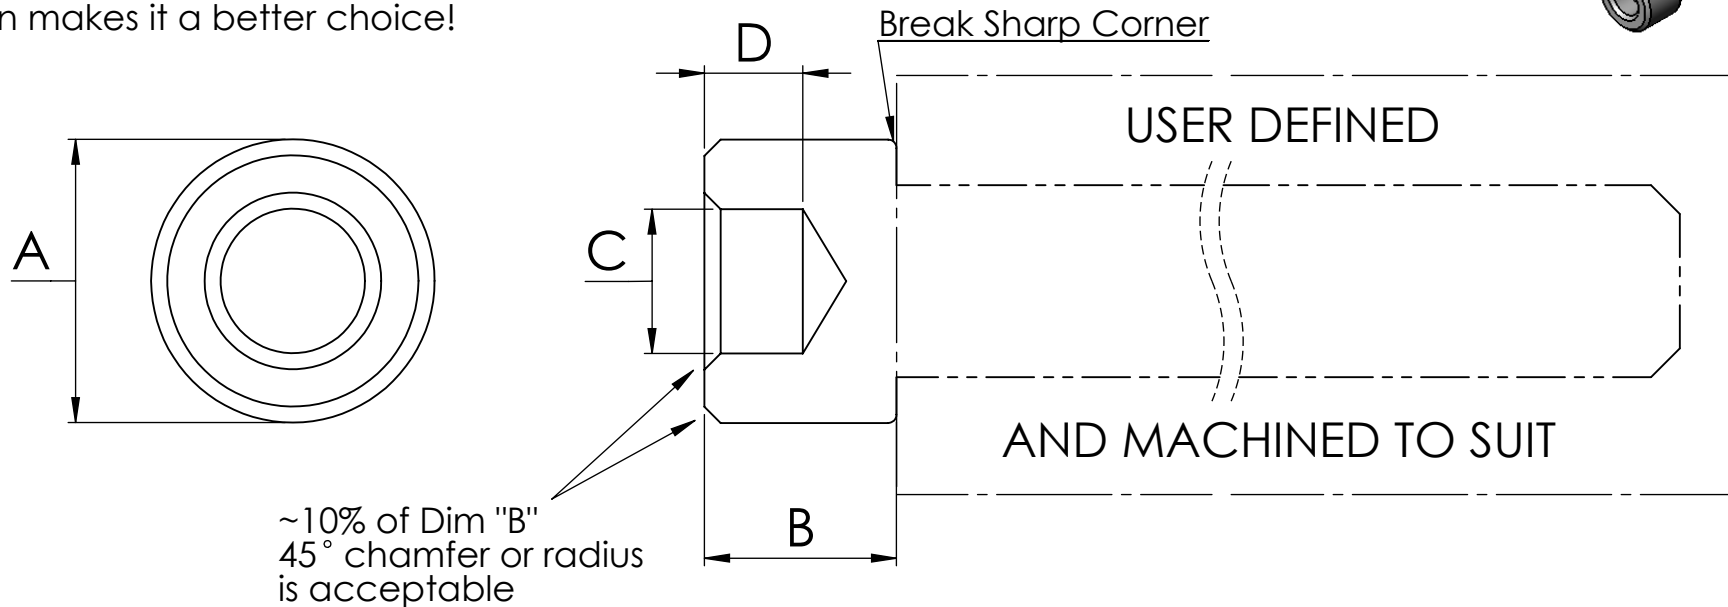 n makes it a better choice!
Break Sharp Corner
D
USER DEFINED
A
C
AND MACHINED TO SUIT
~10% of Dim "B"
45° chamfer or radius
is acceptable
B